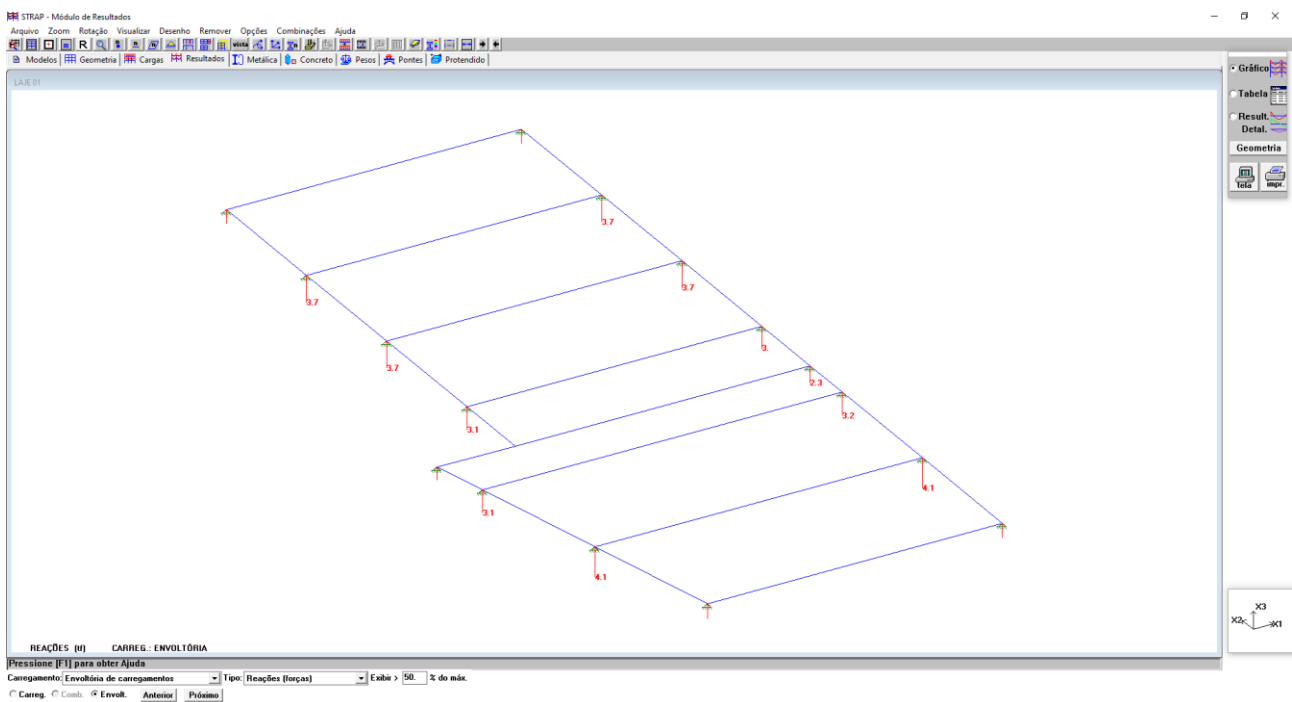 STRAP - Módulo de Resultados
Arquivo Zoom Rotação Visualizar Desenho Remover Opções Combinações Ajuda
R vista
Modelos Geometria Cargas Resultados Metálica Concreto Pesos Pontes Protendido
LAJE 01
Gráfico
Tabela
Result.
Detal.
Geometria
tela impr.
3.7
3.7
3.7
3.7
3.
2.3
3.2
3.1
4.1
3.1
4.1
X3
X2 X1
REAÇÕES (tf) CARREG.: ENVOLTÓRIA
Pressione [F1] para obter Ajuda
Carregamento: Envoltória de carregamentos Tipo: Reações (forças) Exibir > 50. % do máx.
Carreg. Comb. Envolt. Anterior Próximo